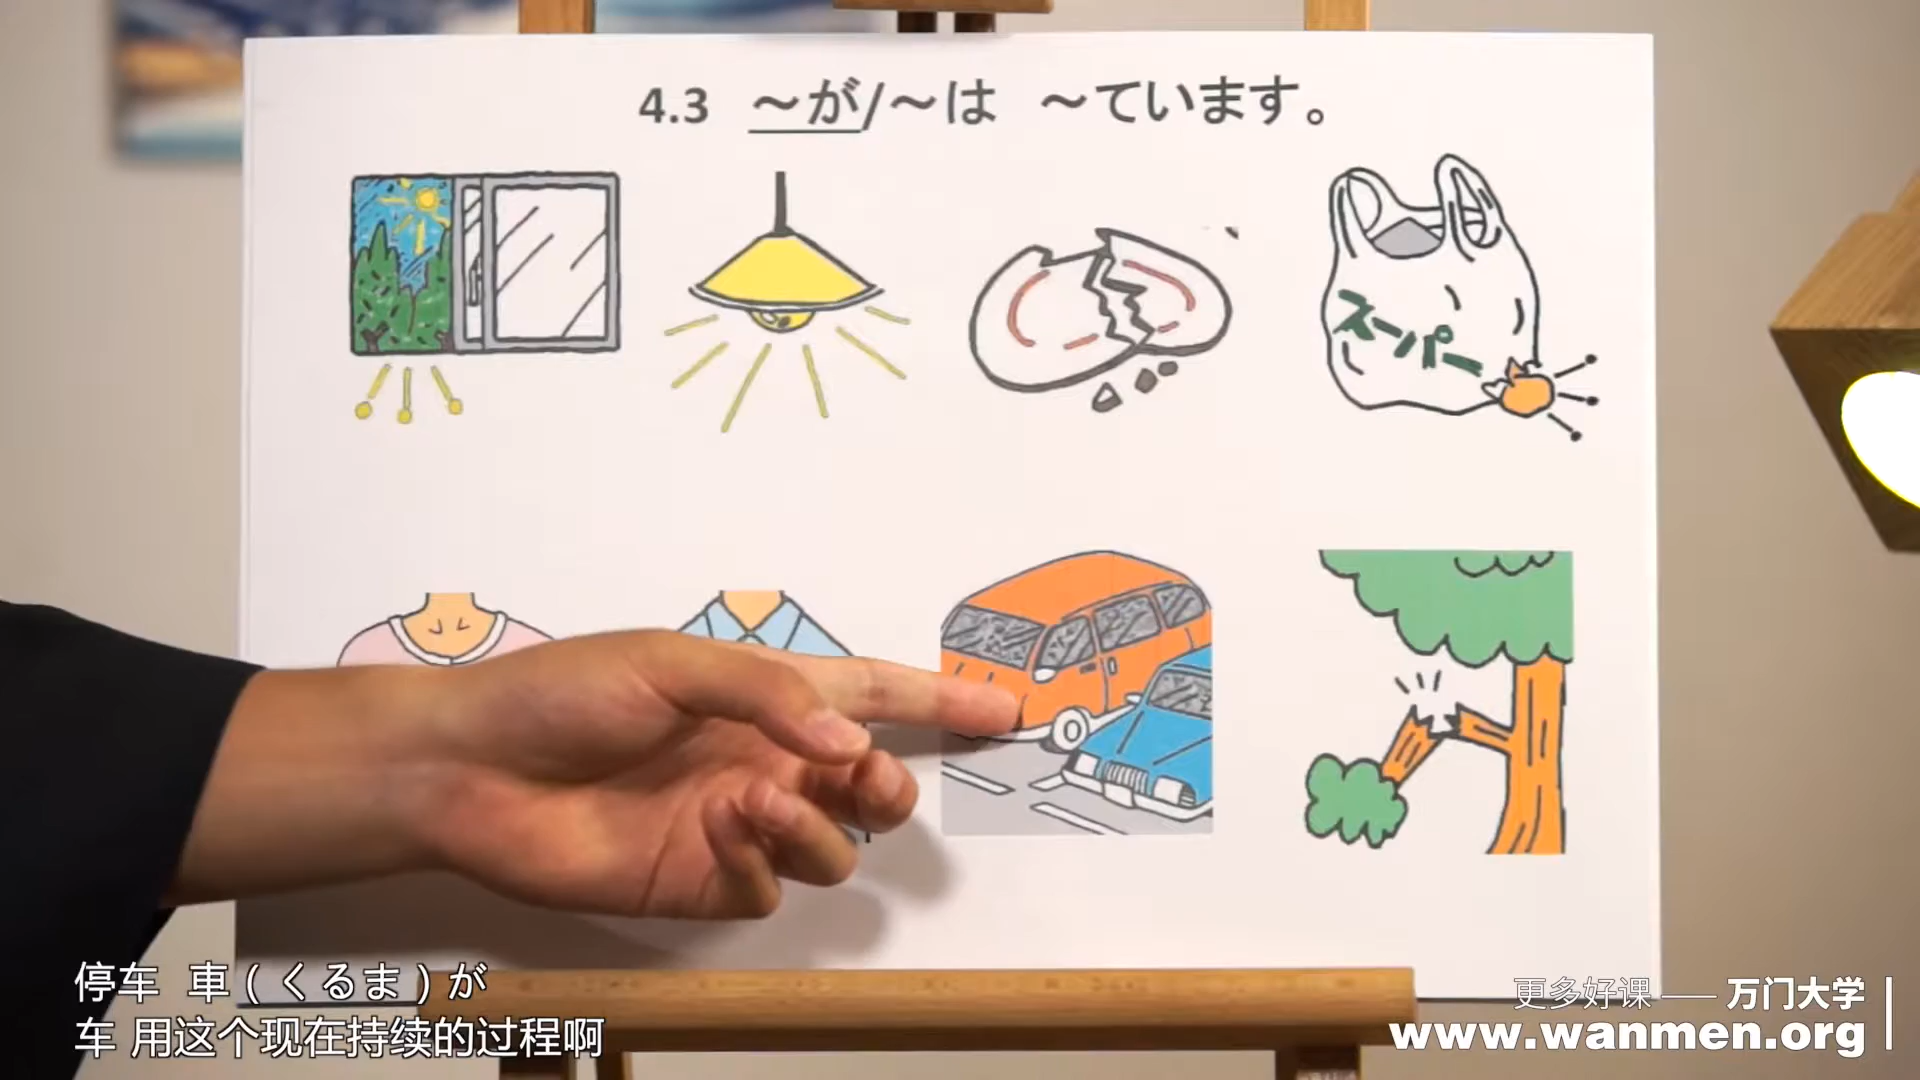 4.3 ～が/～は ～ています。
スーパー
停车 車(くるま)が
车 用这个现在持续的过程啊
更多好课 —— 万门大学
www.wanmen.org